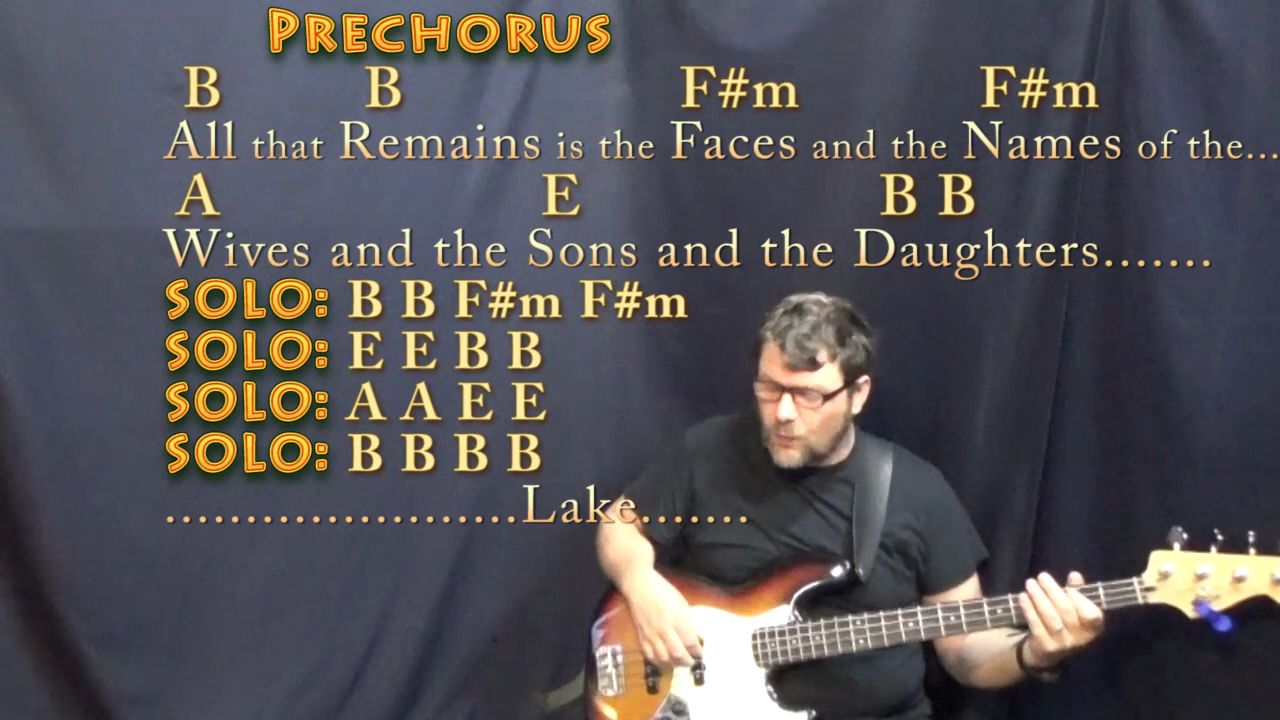 PRECHORUS
B B F#m F#m
All that Remains is the Faces and the Names of the...
A E B B
Wives and the Sons and the Daughters.......
SOLO: B B F#m F#m
SOLO: E E B B
SOLO: A A E E
SOLO: B B B B
......................Lake.......